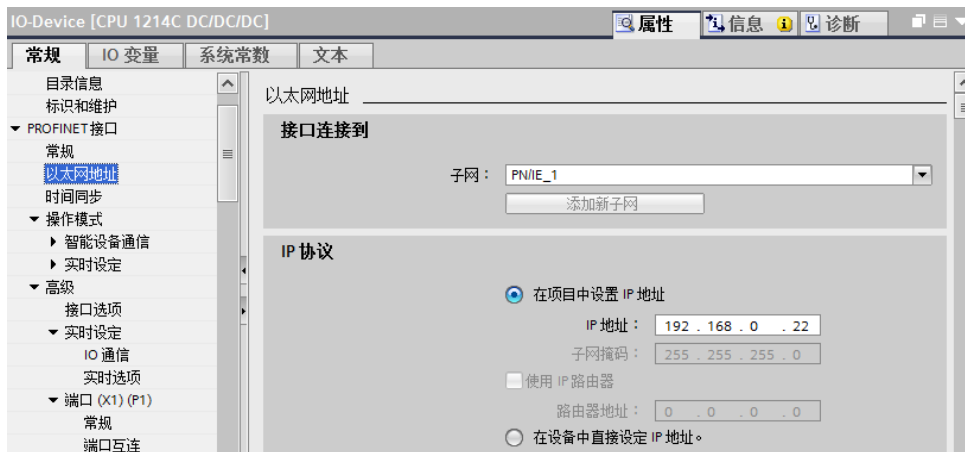 IO-Device [CPU 1214C DC/DC/DC]
属性 信息 诊断
常规 IO 变量 系统常数 文本
目录信息
标识和维护
PROFINET接口
常规
以太网地址
时间同步
操作模式
智能设备通信
实时设定
高级
接口选项
实时设定
IO 通信
实时选项
端口 (X1) (P1)
常规
端口互连
以太网地址
接口连接到
子网： PN/IE_1
添加新子网
IP 协议
在项目中设置 IP 地址
IP 地址： 192 . 168 . 0 . 22
子网掩码： 255 . 255 . 255 . 0
使用 IP 路由器
路由器地址： 0 . 0 . 0 . 0
在设备中直接设定 IP 地址。